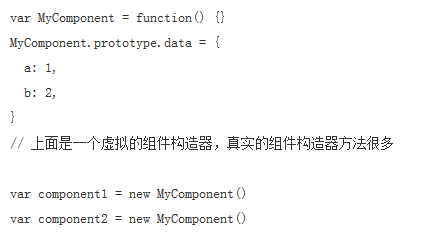 var MyComponent = function() {}
MyComponent.prototype.data = {
  a: 1,
  b: 2,
}
// 上面是一个虚拟的组件构造器，真实的组件构造器方法很多

var component1 = new MyComponent()
var component2 = new MyComponent()